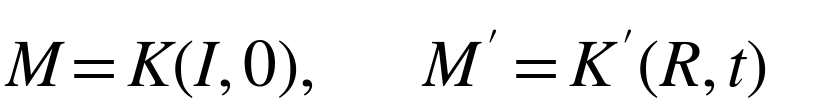 M = K(I, 0), M′ = K′(R, t)